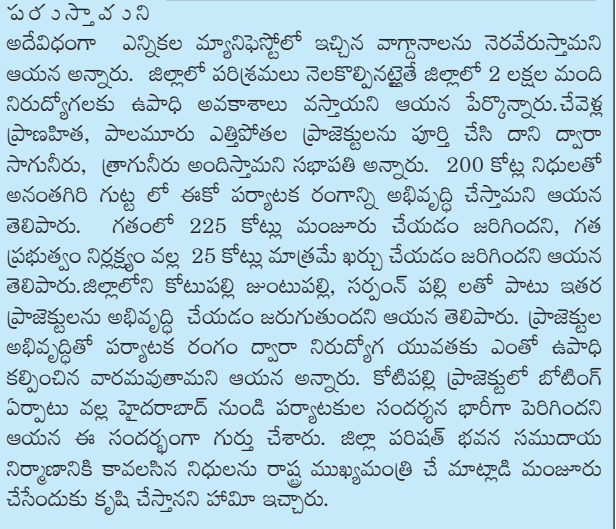 పర ుస్తావ ుని
అదేవిధంగా ఎన్నికల మ్యానిఫెస్టోలో ఇచ్చిన వాగ్దానాలను నెరవేరుస్తామని
ఆయన అన్నారు. జిల్లాలో పరిశ్రమలు నెలకొల్పినట్లైతే జిల్లాలో 2 లక్షల మంది
నిరుద్యోగలకు ఉపాధి అవకాశాలు వస్తాయని ఆయన పేర్కొన్నారు.చేవెళ్ల
ప్రాణహిత, పాలమూరు ఎత్తిపోతల ప్రాజెక్టులను పూర్తి చేసి దాని ద్వారా
సాగునీరు, త్రాగునీరు అందిస్తామని సభాపతి అన్నారు. 200 కోట్ల నిధులతో
అనంతగిరి గుట్ట లో ఈకో పర్యాటక రంగాన్ని అభివృద్ధి చేస్తామని ఆయన
తెలిపారు. గతంలో 225 కోట్లు మంజూరు చేయడం జరిగిందని, గత
ప్రభుత్వం నిర్లక్ష్యం వల్ల 25 కోట్లు మాత్రమే ఖర్చు చేయడం జరిగిందని ఆయన
తెలిపారు.జిల్లాలోని కోటుపల్లి జుంటుపల్లి, సర్పంన్ పల్లి లతో పాటు ఇతర
ప్రాజెక్టులను అభివృద్ధి చేయడం జరుగుతుందని ఆయన తెలిపారు. ప్రాజెక్టుల
అభివృద్ధితో పర్యాటక రంగం ద్వారా నిరుద్యోగ యువతకు ఎంతో ఉపాధి
కల్పించిన వారమవుతామని ఆయన అన్నారు. కోటిపల్లి ప్రాజెక్టులో బోటింగ్
ఏర్పాటు వల్ల హైదరాబాద్ నుండి పర్యాటకుల సందర్శన భారీగా పెరిగిందని
ఆయన ఈ సందర్భంగా గుర్తు చేశారు. జిల్లా పరిషత్ భవన సముదాయ
నిర్మాణానికి కావలసిన నిధులను రాష్ట్ర ముఖ్యమంత్రి చే మాట్లాడి మంజూరు
చేసేందుకు కృషి చేస్తానని హామీ ఇచ్చారు.